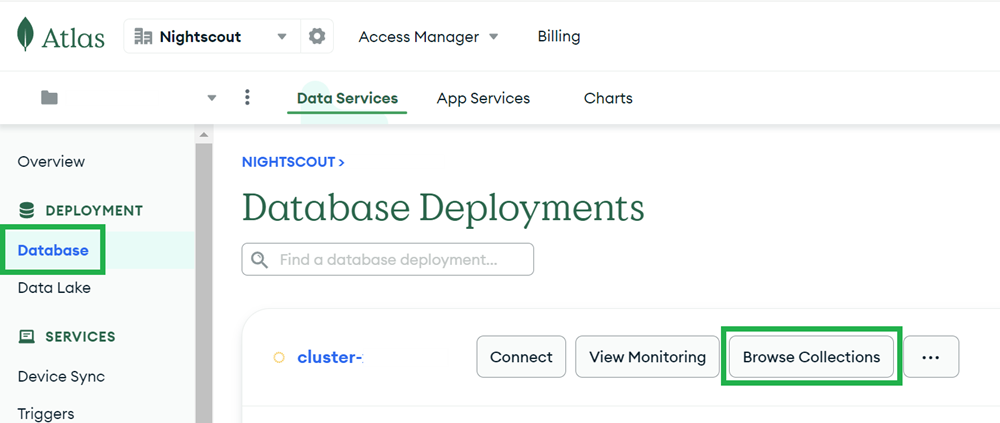 Atlas Nightscout Access Manager Billing
Data Services App Services Charts
Overview
DEPLOYMENT
Database
Data Lake
SERVICES
Device Sync
Triggers
NIGHTSCOUT >
Database Deployments
Find a database deployment...
cluster- Connect View Monitoring Browse Collections ...